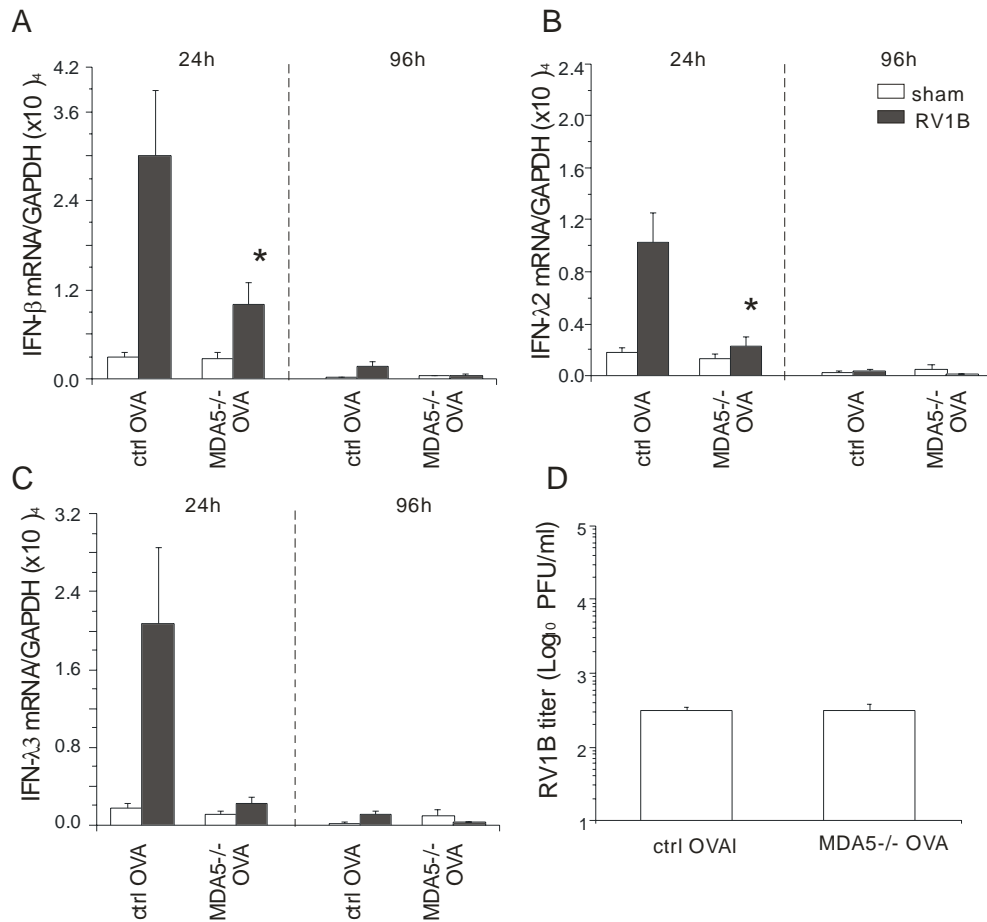 A
24h
96h
IFN-β mRNA/GAPDH (x10 )4
4.2
3.6
2.4
1.2
0.0
*
ctrl OVA
MDA5-/- OVA
ctrl OVA
MDA5-/- OVA
B
24h
96h
sham
RV1B
IFN-λ2 mRNA/GAPDH (x10 )4
2.4
2.0
1.2
0.8
0.4
0.0
*
ctrl OVA
MDA5-/- OVA
ctrl OVA
MDA5-/- OVA
C
24h
96h
IFN-λ3 mRNA/GAPDH (x10 )4
3.2
2.4
1.6
0.8
0.0
ctrl OVA
MDA5-/- OVA
ctrl OVA
MDA5-/- OVA
D
RV1B titer (Log10 PFU/ml)
5
4
3
2
1
ctrl OVAI
MDA5-/- OVA